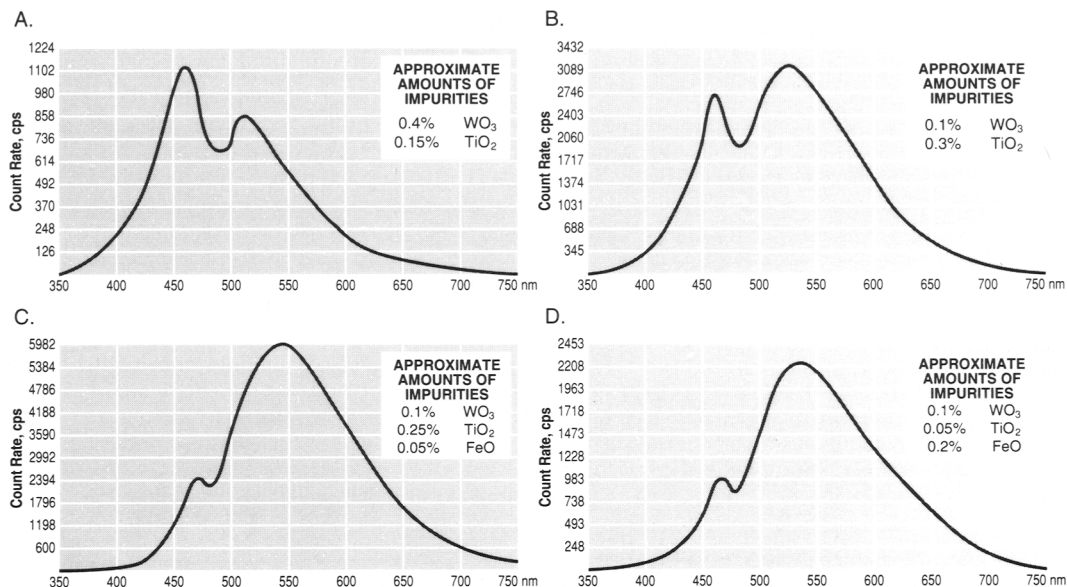 A.
Count Rate, cps
1224
1102
980
858
736
614
492
370
248
126
350 400 450 500 550 600 650 700 750 nm
APPROXIMATE
AMOUNTS OF
IMPURITIES
0.4% WO₃
0.15% TiO₂
B.
Count Rate, cps
3432
3089
2746
2403
2060
1717
1374
1031
688
345
350 400 450 500 550 600 650 700 750 nm
APPROXIMATE
AMOUNTS OF
IMPURITIES
0.1% WO₃
0.3% TiO₂
C.
Count Rate, cps
5982
5384
4786
4188
3590
2992
2394
1796
1198
600
350 400 450 500 550 600 650 700 750 nm
APPROXIMATE
AMOUNTS OF
IMPURITIES
0.1% WO₃
0.25% TiO₂
0.05% FeO
D.
Count Rate, cps
2453
2208
1963
1718
1473
1228
983
738
493
248
350 400 450 500 550 600 650 700 750 nm
APPROXIMATE
AMOUNTS OF
IMPURITIES
0.1% WO₃
0.05% TiO₂
0.2% FeO